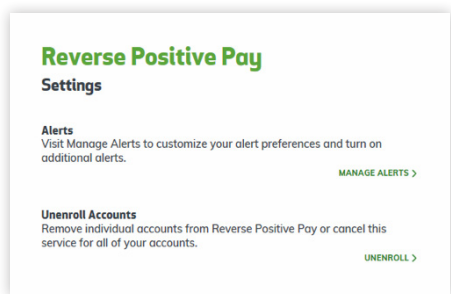 Reverse Positive Pay
Settings
Alerts
Visit Manage Alerts to customize your alert preferences and turn on
additional alerts.
MANAGE ALERTS >
Unenroll Accounts
Remove individual accounts from Reverse Positive Pay or cancel this
service for all of your accounts.
UNENROLL >